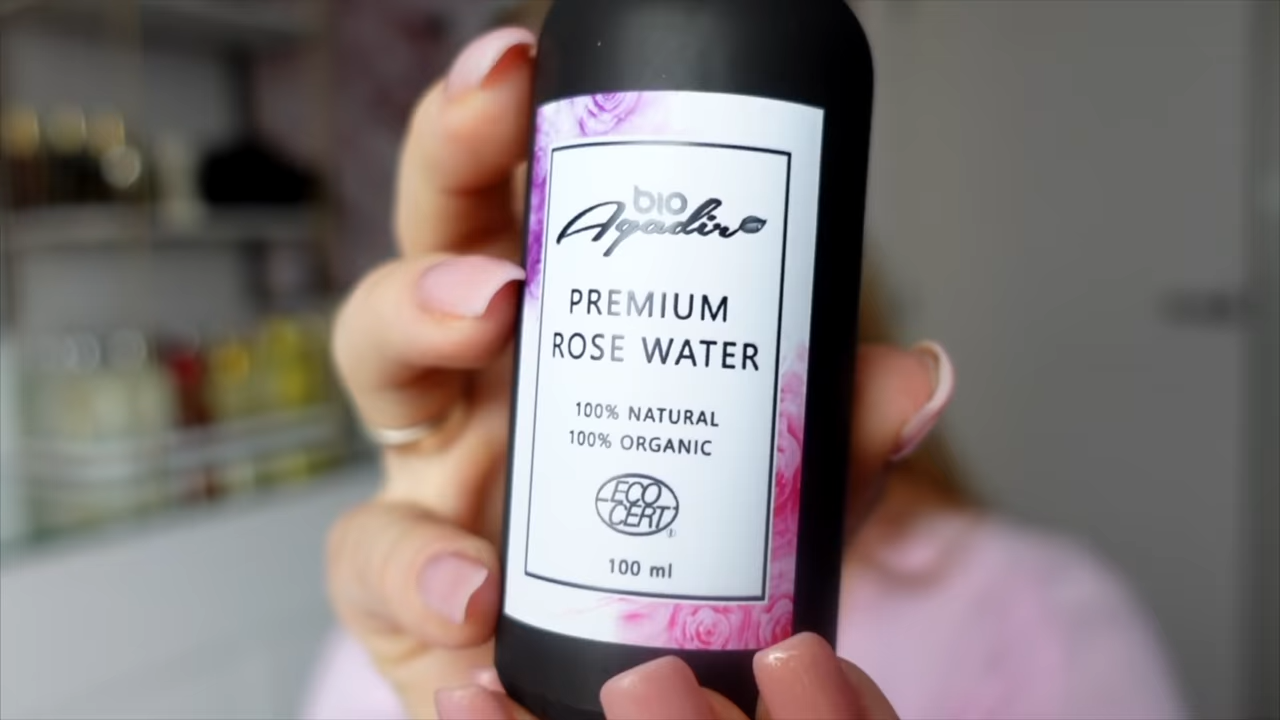 bio
Agadir
PREMIUM
ROSE WATER
100% NATURAL
100% ORGANIC
ECO
CERT
100 ml